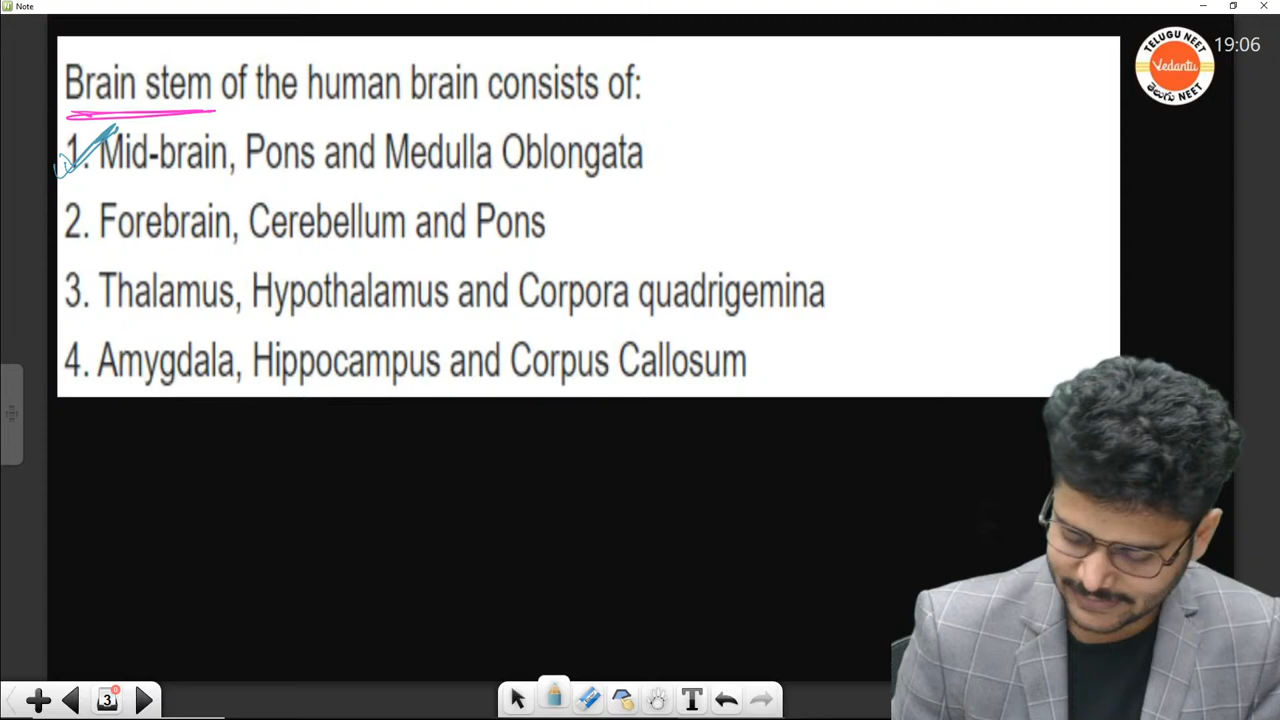 Note
TELUGU NEET
Vedantu
తెలుగు NEET
19:06
Brain stem of the human brain consists of:
1. Mid-brain, Pons and Medulla Oblongata
2. Forebrain, Cerebellum and Pons
3. Thalamus, Hypothalamus and Corpora quadrigemina
4. Amygdala, Hippocampus and Corpus Callosum
3
0
T